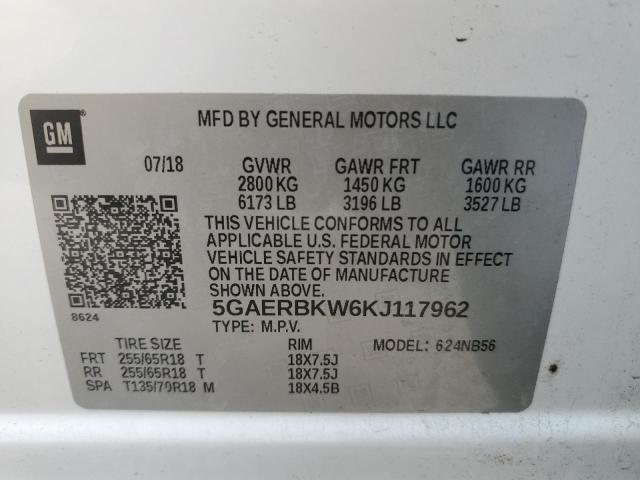 GM
MFD BY GENERAL MOTORS LLC
07/18 GVWR GAWR FRT GAWR RR
2800 KG 1450 KG 1600 KG
6173 LB 3196 LB 3527 LB
THIS VEHICLE CONFORMS TO ALL
APPLICABLE U.S. FEDERAL MOTOR
VEHICLE SAFETY STANDARDS IN EFFECT
ON THE DATE OF MANUFACTURE
SHOWN ABOVE.
5GAERBKW6KJ117962
8624
TYPE: M.P.V.
TIRE SIZE RIM MODEL: 624NB56
FRT 255/65R18 T 18X7.5J
RR 255/65R18 T 18X7.5J
SPA T135/70R18 M 18X4.5B